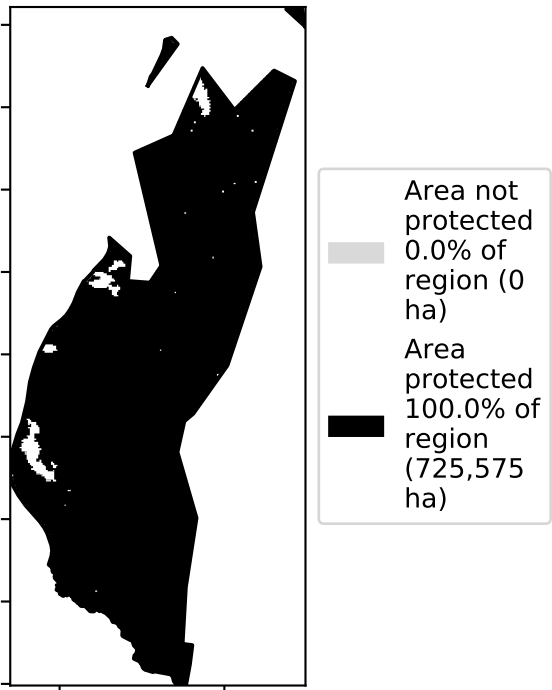 Area not
protected
0.0% of
region (0
ha)
Area
protected
100.0% of
region
(725,575
ha)